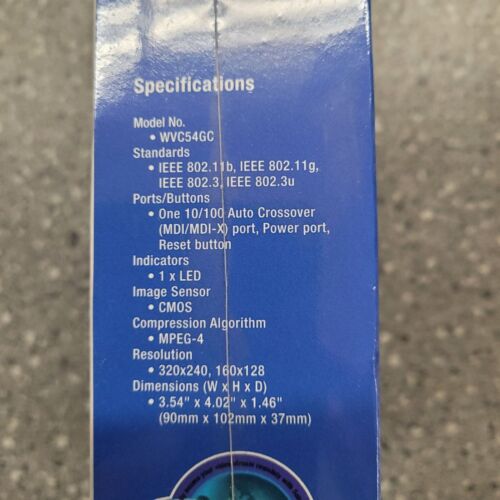 Specifications
Model No.
• WVC54GC
Standards
• IEEE 802.11b, IEEE 802.11g,
IEEE 802.3, IEEE 802.3u
Ports/Buttons
• One 10/100 Auto Crossover
(MDI/MDI-X) port, Power port,
Reset button
Indicators
• 1 x LED
Image Sensor
• CMOS
Compression Algorithm
• MPEG-4
Resolution
• 320x240, 160x128
Dimensions (W x H x D)
• 3.54" x 4.02" x 1.46"
(90mm x 102mm x 37mm)